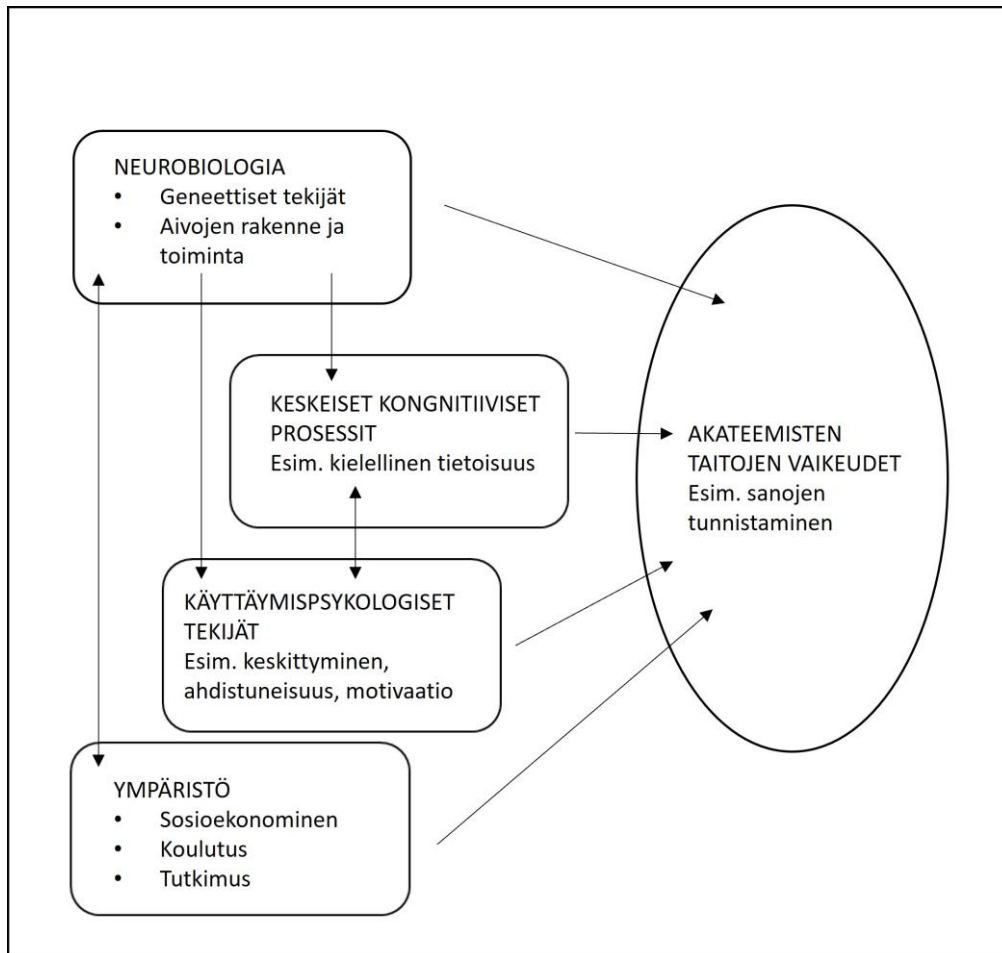 NEUROBIOLOGIA
• Geneettiset tekijät
• Aivojen rakenne ja
toiminta
KESKEISET KONGNITIIVISET
PROSESSIT
Esim. kielellinen tietoisuus
KÄYTTÄYMISPSYKOLOGISET
TEKIJÄT
Esim. keskittyminen,
ahdistuneisuus, motivaatio
YMPÄRISTÖ
• Sosioekonominen
• Koulutus
• Tutkimus
AKATEEMISTEN
TAITOJEN VAIKEUDET
Esim. sanojen
tunnistaminen